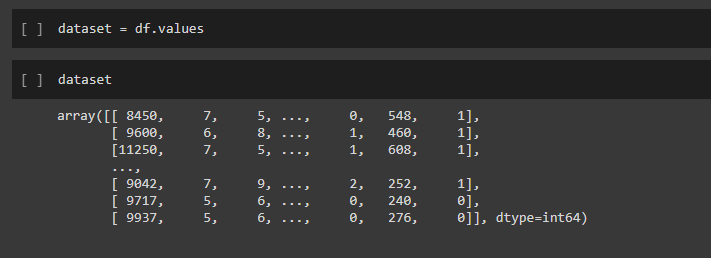 [ ] dataset = df.values
[ ] dataset
array([[ 8450,     7,     5, ...,     0,   548,     1],
       [ 9600,     6,     8, ...,     1,   460,     1],
       [11250,     7,     5, ...,     1,   608,     1],
       ...,
       [ 9042,     7,     9, ...,     2,   252,     1],
       [ 9717,     5,     6, ...,     0,   240,     0],
       [ 9937,     5,     6, ...,     0,   276,     0]], dtype=int64)